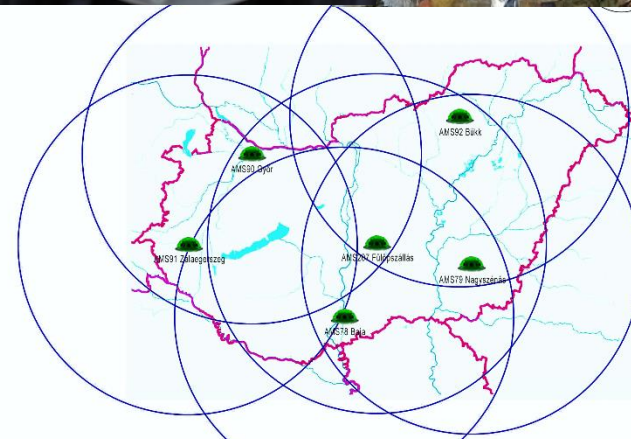 AMS92 Bükk
AMS90 Győr
AMS91 Zalaegerszeg
AMS207 Fülöpszállás
AMS79 Nagyszénás
AMS78 Baja